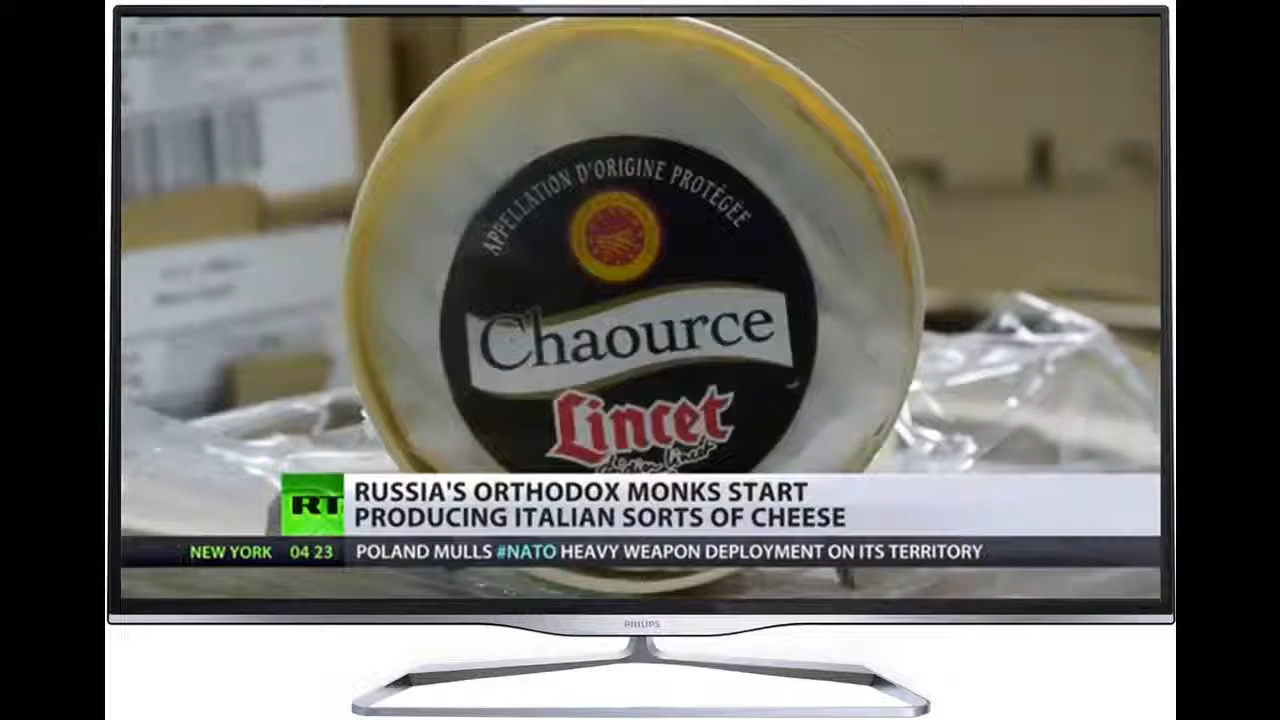 APPELLATION D'ORIGINE PROTÉGÉE
Chaource
Lincet
RT
RUSSIA'S ORTHODOX MONKS START
PRODUCING ITALIAN SORTS OF CHEESE
NEW YORK 04 23
POLAND MULLS #NATO HEAVY WEAPON DEPLOYMENT ON ITS TERRITORY
PHILIPS